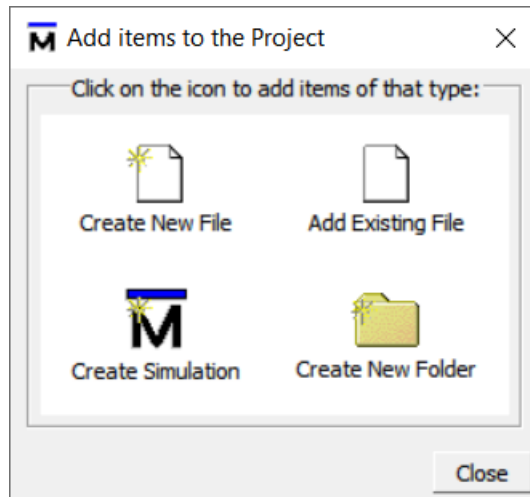 M Add items to the Project
Click on the icon to add items of that type:
Create New File
Add Existing File
M
Create Simulation
Create New Folder
Close